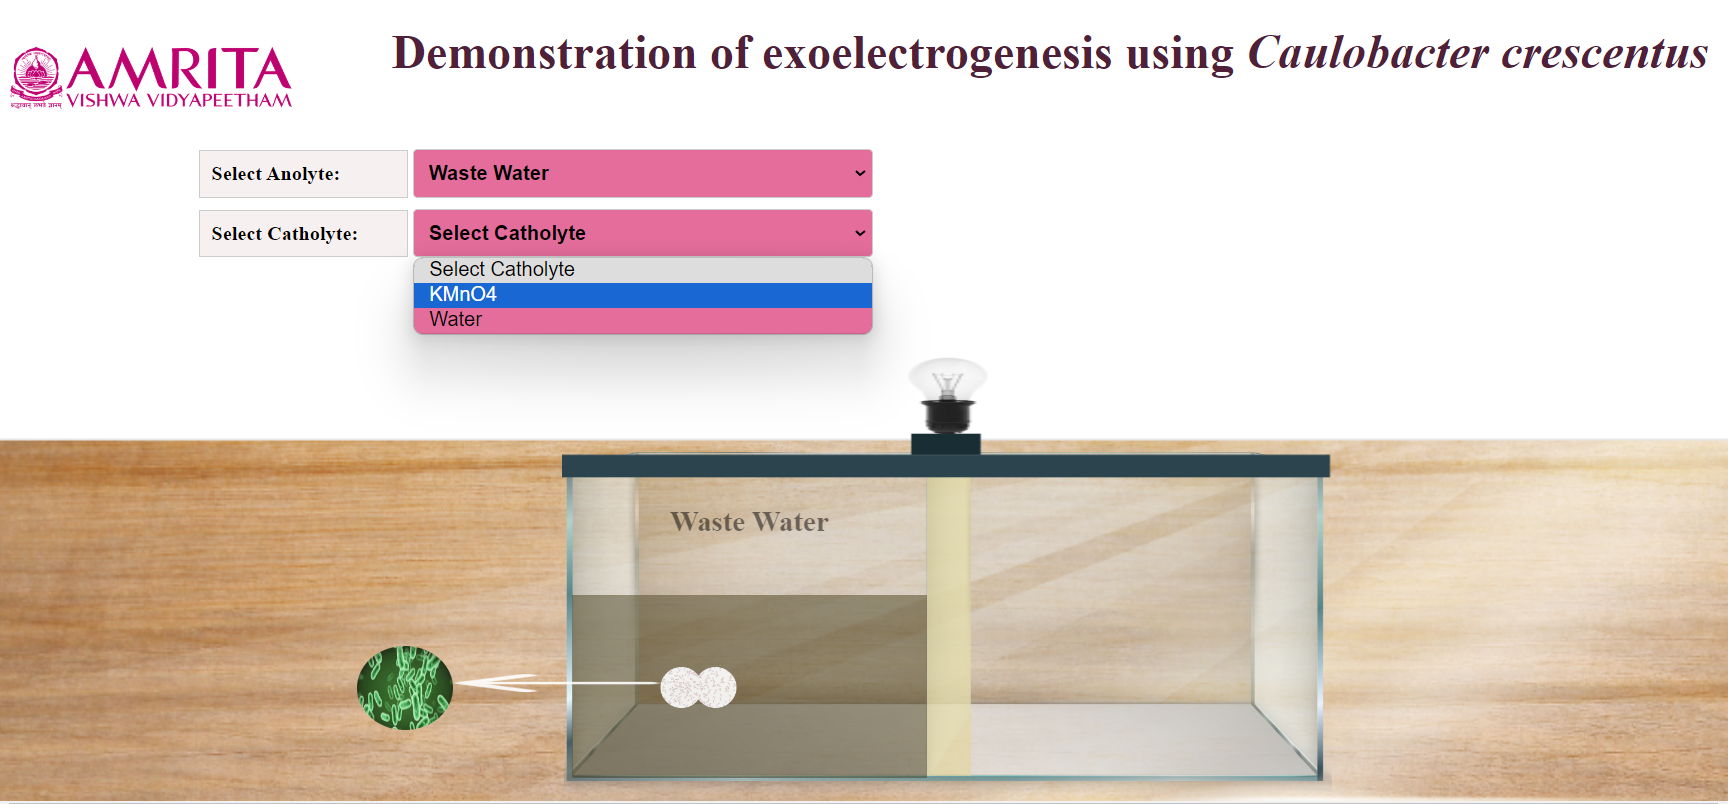 AMRITA
VISHWA VIDYAPEETHAM
Demonstration of exoelectrogenesis using Caulobacter crescentus
Select Anolyte:
Waste Water
Select Catholyte:
Select Catholyte
Select Catholyte
KMnO4
Water
Waste Water